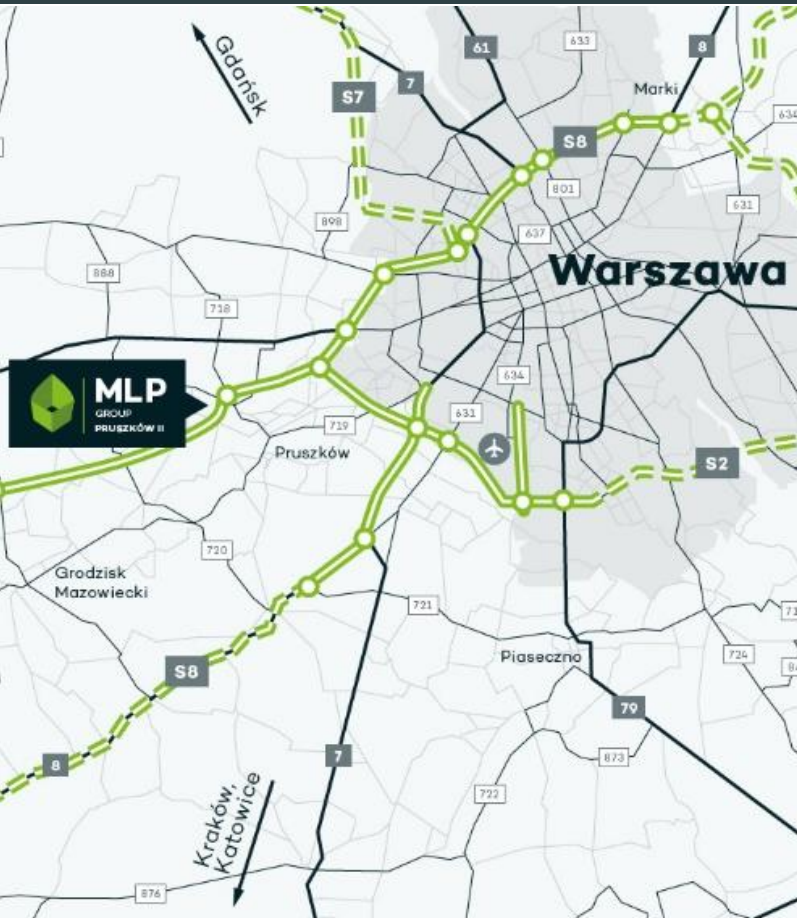 61
633
8
Gdańsk
7
Marki
S7
634
S8
801
631
898
637
Warszawa
888
718
MLP
GROUP
PRUSZKÓW II
634
631
719
Pruszków
S2
720
Grodzisk
Mazowiecki
721
71
724
Piaseczno
S8
79
7
873
8
722
Kraków,
Katowice
876